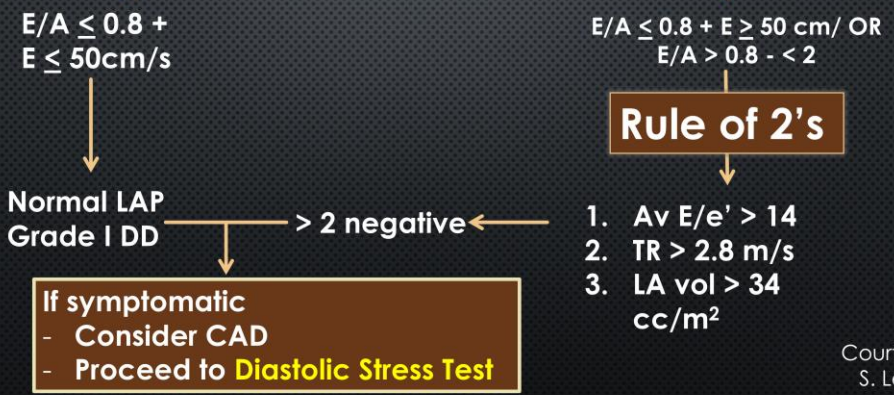 E/A ≤ 0.8 +
E ≤ 50cm/s
E/A ≤ 0.8 + E ≥ 50 cm/ OR
E/A > 0.8 - < 2
Rule of 2's
Normal LAP
Grade I DD
> 2 negative
1. Av E/e' > 14
2. TR > 2.8 m/s
3. LA vol > 34
cc/m²
If symptomatic
- Consider CAD
- Proceed to Diastolic Stress Test
S.